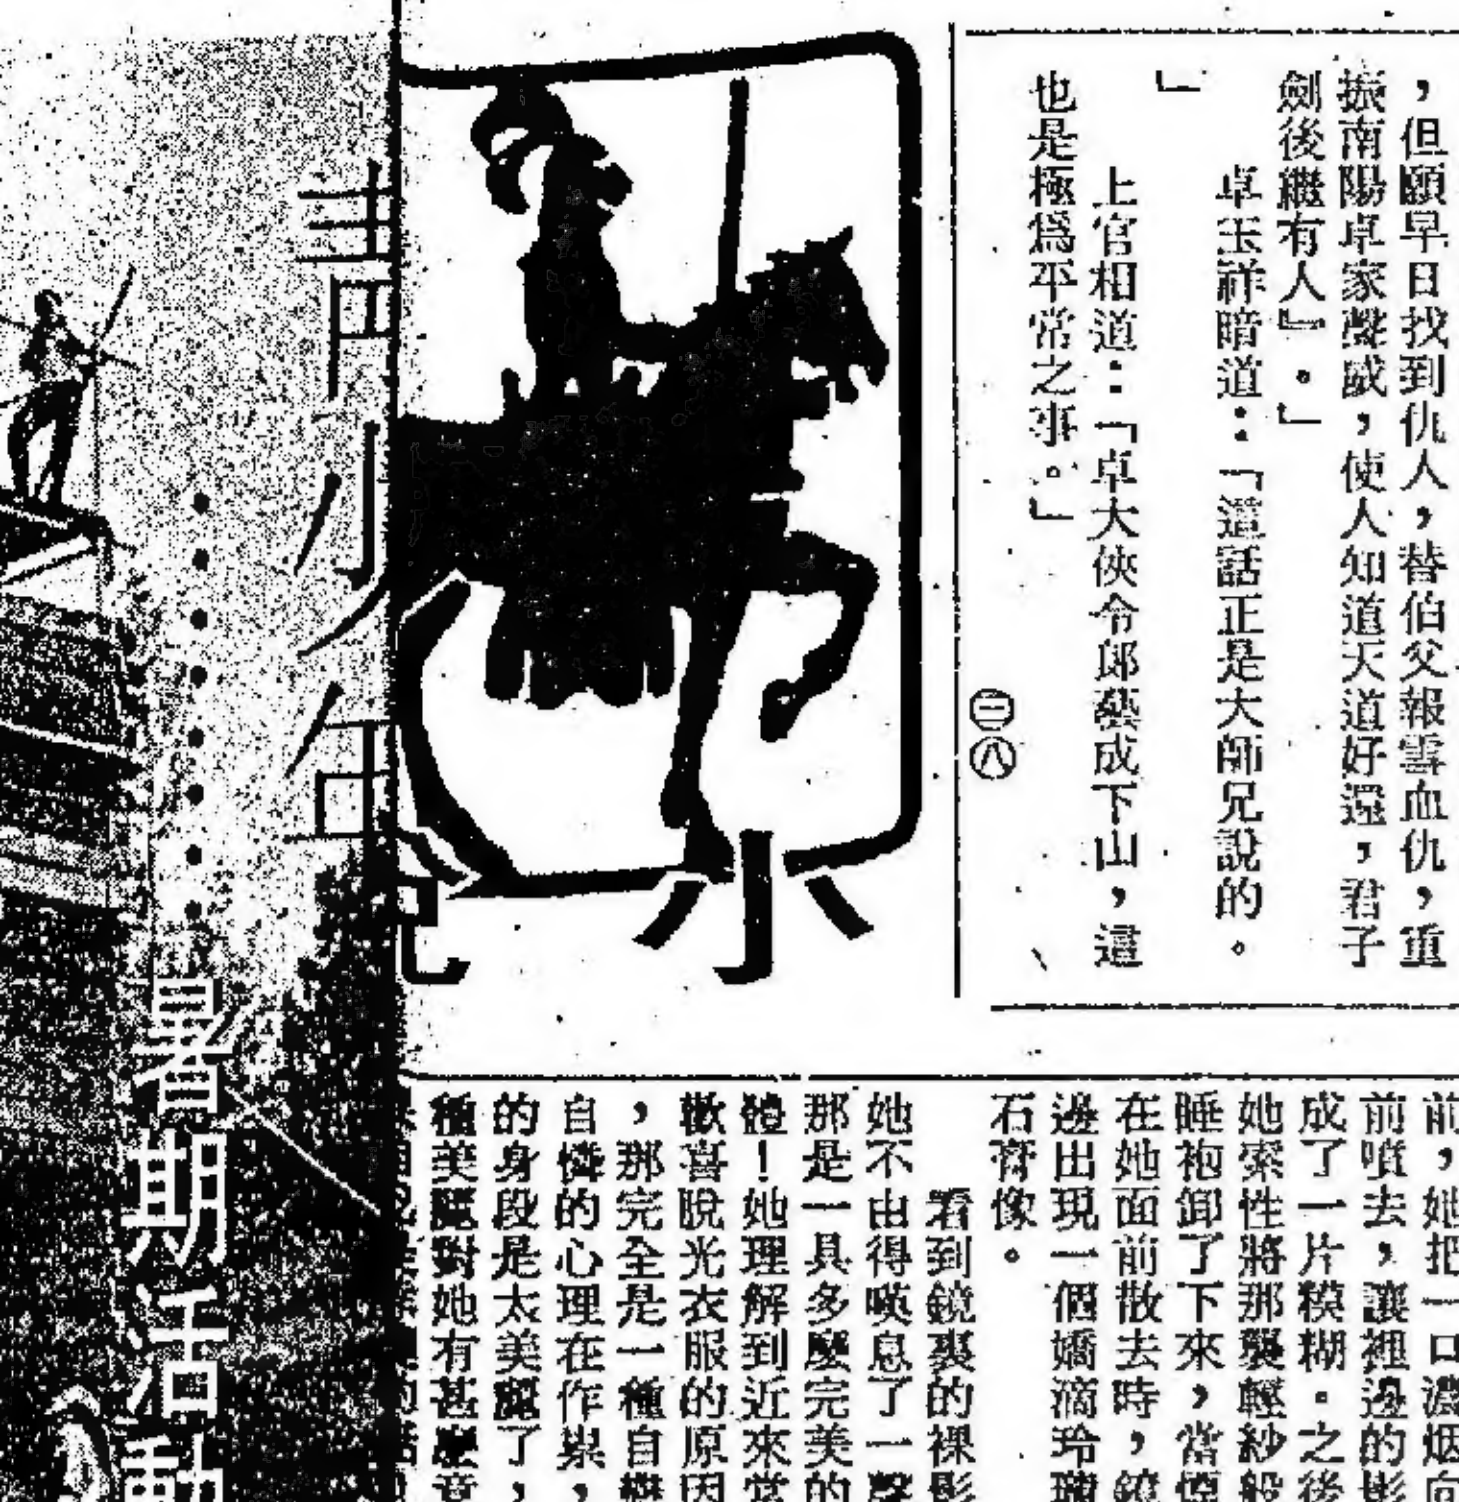 ，但願早日找到仇人，替伯父報雪血仇，重
振南陽卓家聲威，使人知道天道好還，君子
劍後繼有人』。」
卓玉祥暗道：「這話正是大師兄說的。
」
上官相道：「卓大俠令郎藝成下山，這
也是極爲平常之事。」
㊂㊇
前，她把一口濃烟向
前噴去，讓裡邊的影
成了一片糢糊。之後
她索性將那襲輕紗般
睡袍卸了下來，當煙
在她面前散去時，鏡
邊出現一個嬌滴玲瓏
石膏像。
看到鏡裏的裸影
她不由得嘆息了一聲
那是一具多麼完美的
體！她理解到近來常
歡喜脫光衣服的原因
，那完全是一種自
自憐的心理在作祟，
的身段是太美麗了，
種美麗對她有甚麼意
青少年
暑期活動